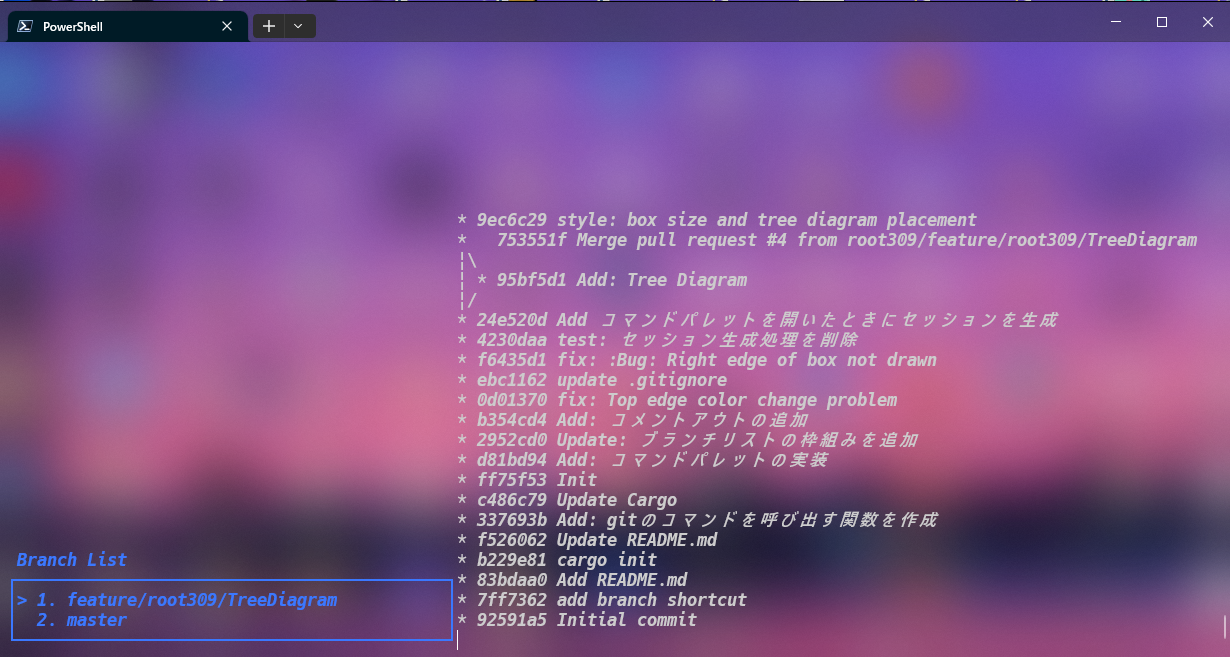 PowerShell
* 9ec6c29 style: box size and tree diagram placement
*   753551f Merge pull request #4 from root309/feature/root309/TreeDiagram
|\
| * 95bf5d1 Add: Tree Diagram
|/
* 24e520d Add コマンドパレットを開いたときにセッションを生成
* 4230daa test: セッション生成処理を削除
* f6435d1 fix: :Bug: Right edge of box not drawn
* ebc1162 update .gitignore
* 0d01370 fix: Top edge color change problem
* b354cd4 Add: コメントアウトの追加
* 2952cd0 Update: ブランチリストの枠組みを追加
* d81bd94 Add: コマンドパレットの実装
* ff75f53 Init
* c486c79 Update Cargo
* 337693b Add: gitのコマンドを呼び出す関数を作成
* f526062 Update README.md
* b229e81 cargo init
* 83bdaa0 Add README.md
* 7ff7362 add branch shortcut
* 92591a5 Initial commit
Branch List
> 1. feature/root309/TreeDiagram
2. master